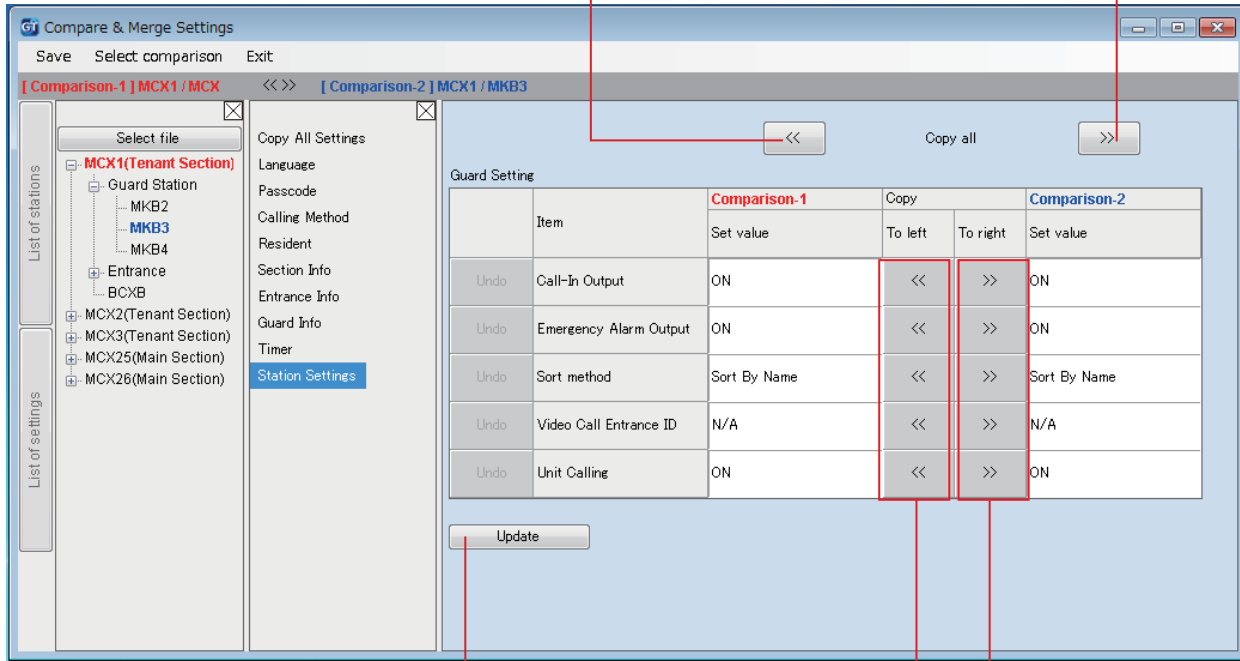 GT Compare & Merge Settings
Save Select comparison Exit
[ Comparison-1 ] MCX1 / MCX << >> [ Comparison-2 ] MCX1 / MKB3
List of stations
List of settings
Select file
MCX1(Tenant Section)
Guard Station
MKB2
MKB3
MKB4
Entrance
BCXB
MCX2(Tenant Section)
MCX3(Tenant Section)
MCX25(Main Section)
MCX26(Main Section)
Copy All Settings
Language
Passcode
Calling Method
Resident
Section Info
Entrance Info
Guard Info
Timer
Station Settings
<< Copy all >>
Guard Setting
Item Comparison-1 Copy Comparison-2
Set value To left To right Set value
Undo Call-In Output ON << >> ON
Undo Emergency Alarm Output ON << >> ON
Undo Sort method Sort By Name << >> Sort By Name
Undo Video Call Entrance ID N/A << >> N/A
Undo Unit Calling ON << >> ON
Update